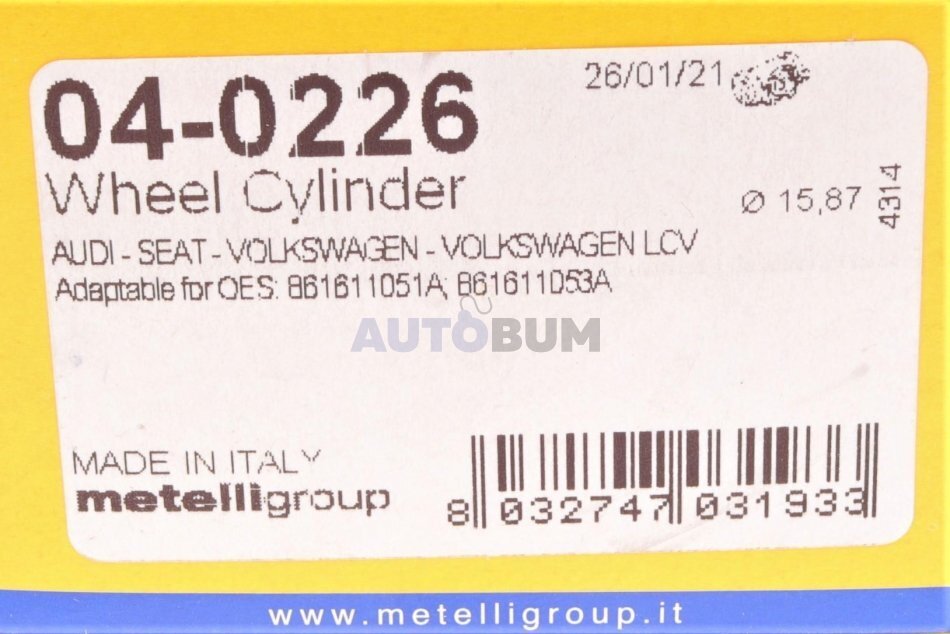 04-0226
26/01/21
Wheel Cylinder
Ø 15,87
4314
AUDI - SEAT - VOLKSWAGEN - VOLKSWAGEN LCV
Adaptable for OES: 861611051A; 861611053A
AUTOBUM
MADE IN ITALY
metelligroup
8 032747 031933
www.metelligroup.it